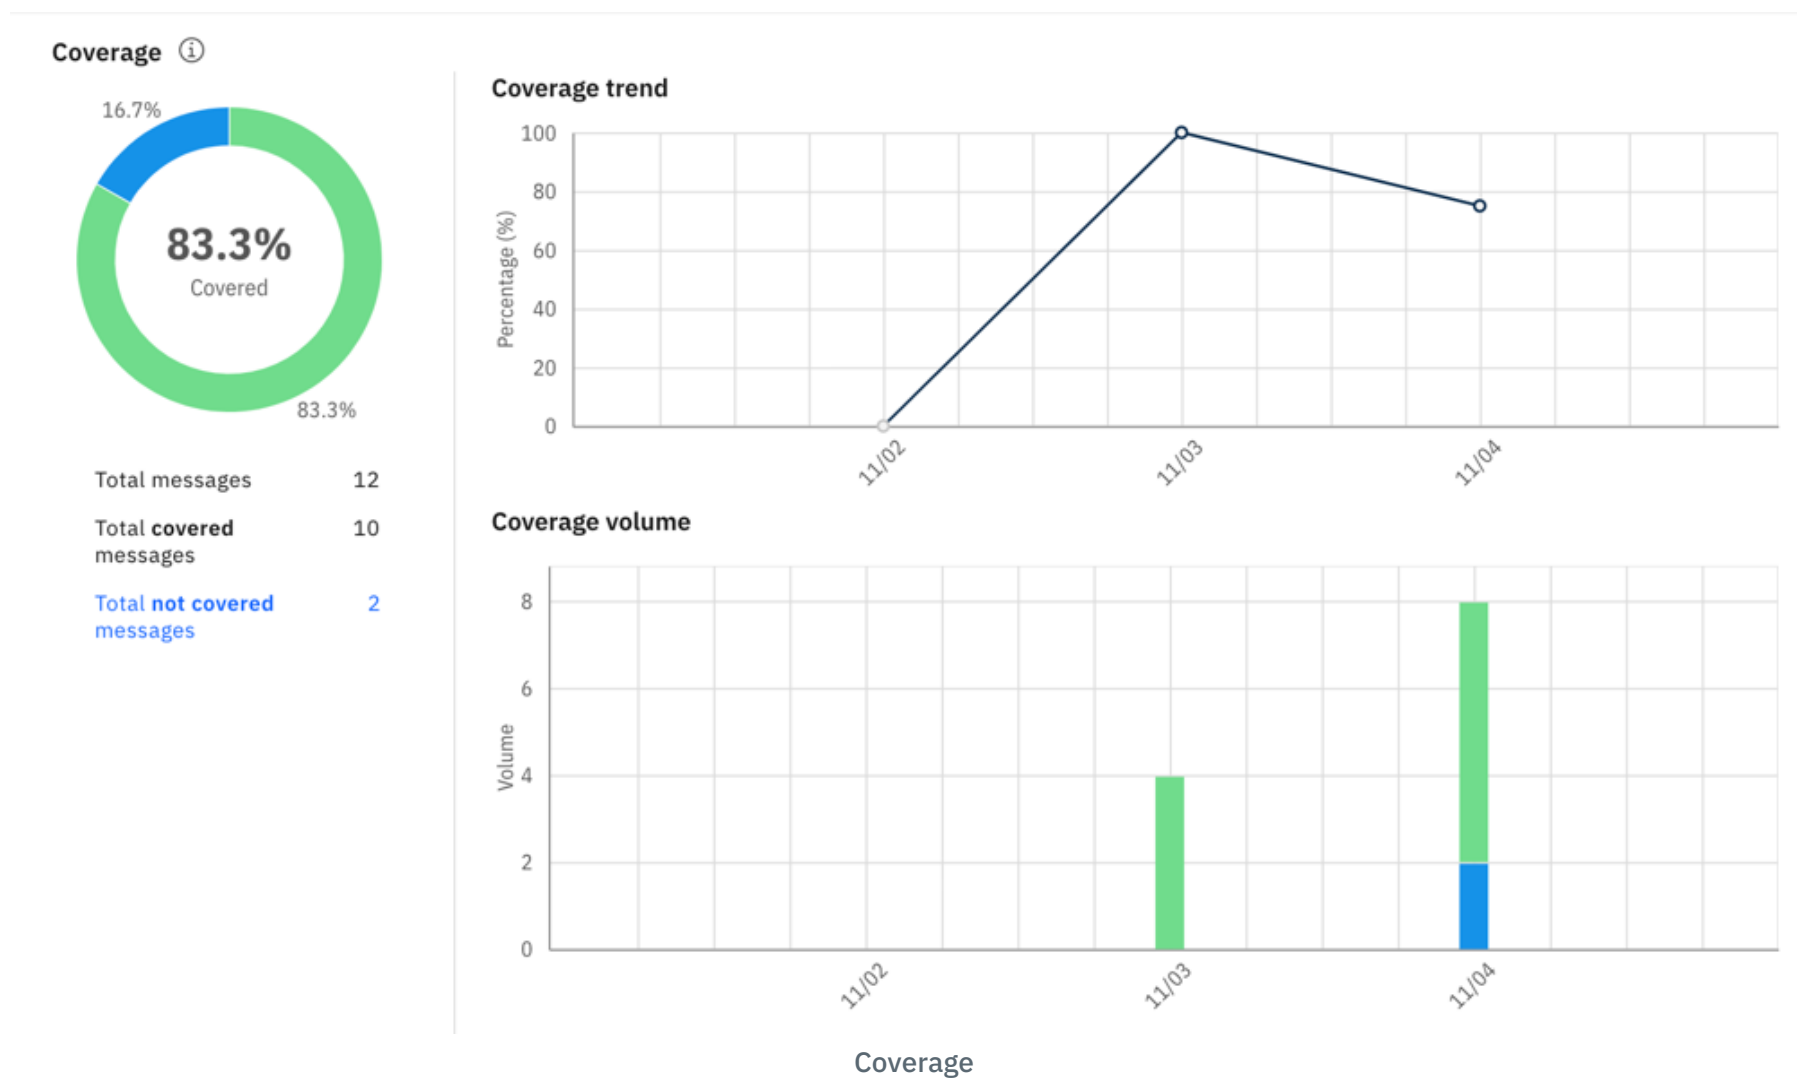 Coverage
16.7%
83.3%
Covered
83.3%
Total messages 12
Total covered 10
messages
Total not covered 2
messages
Coverage trend
100
80
60
40
20
0
Percentage (%)
11/02 11/03 11/04
Coverage volume
8
6
4
2
0
Volume
11/02 11/03 11/04
Coverage